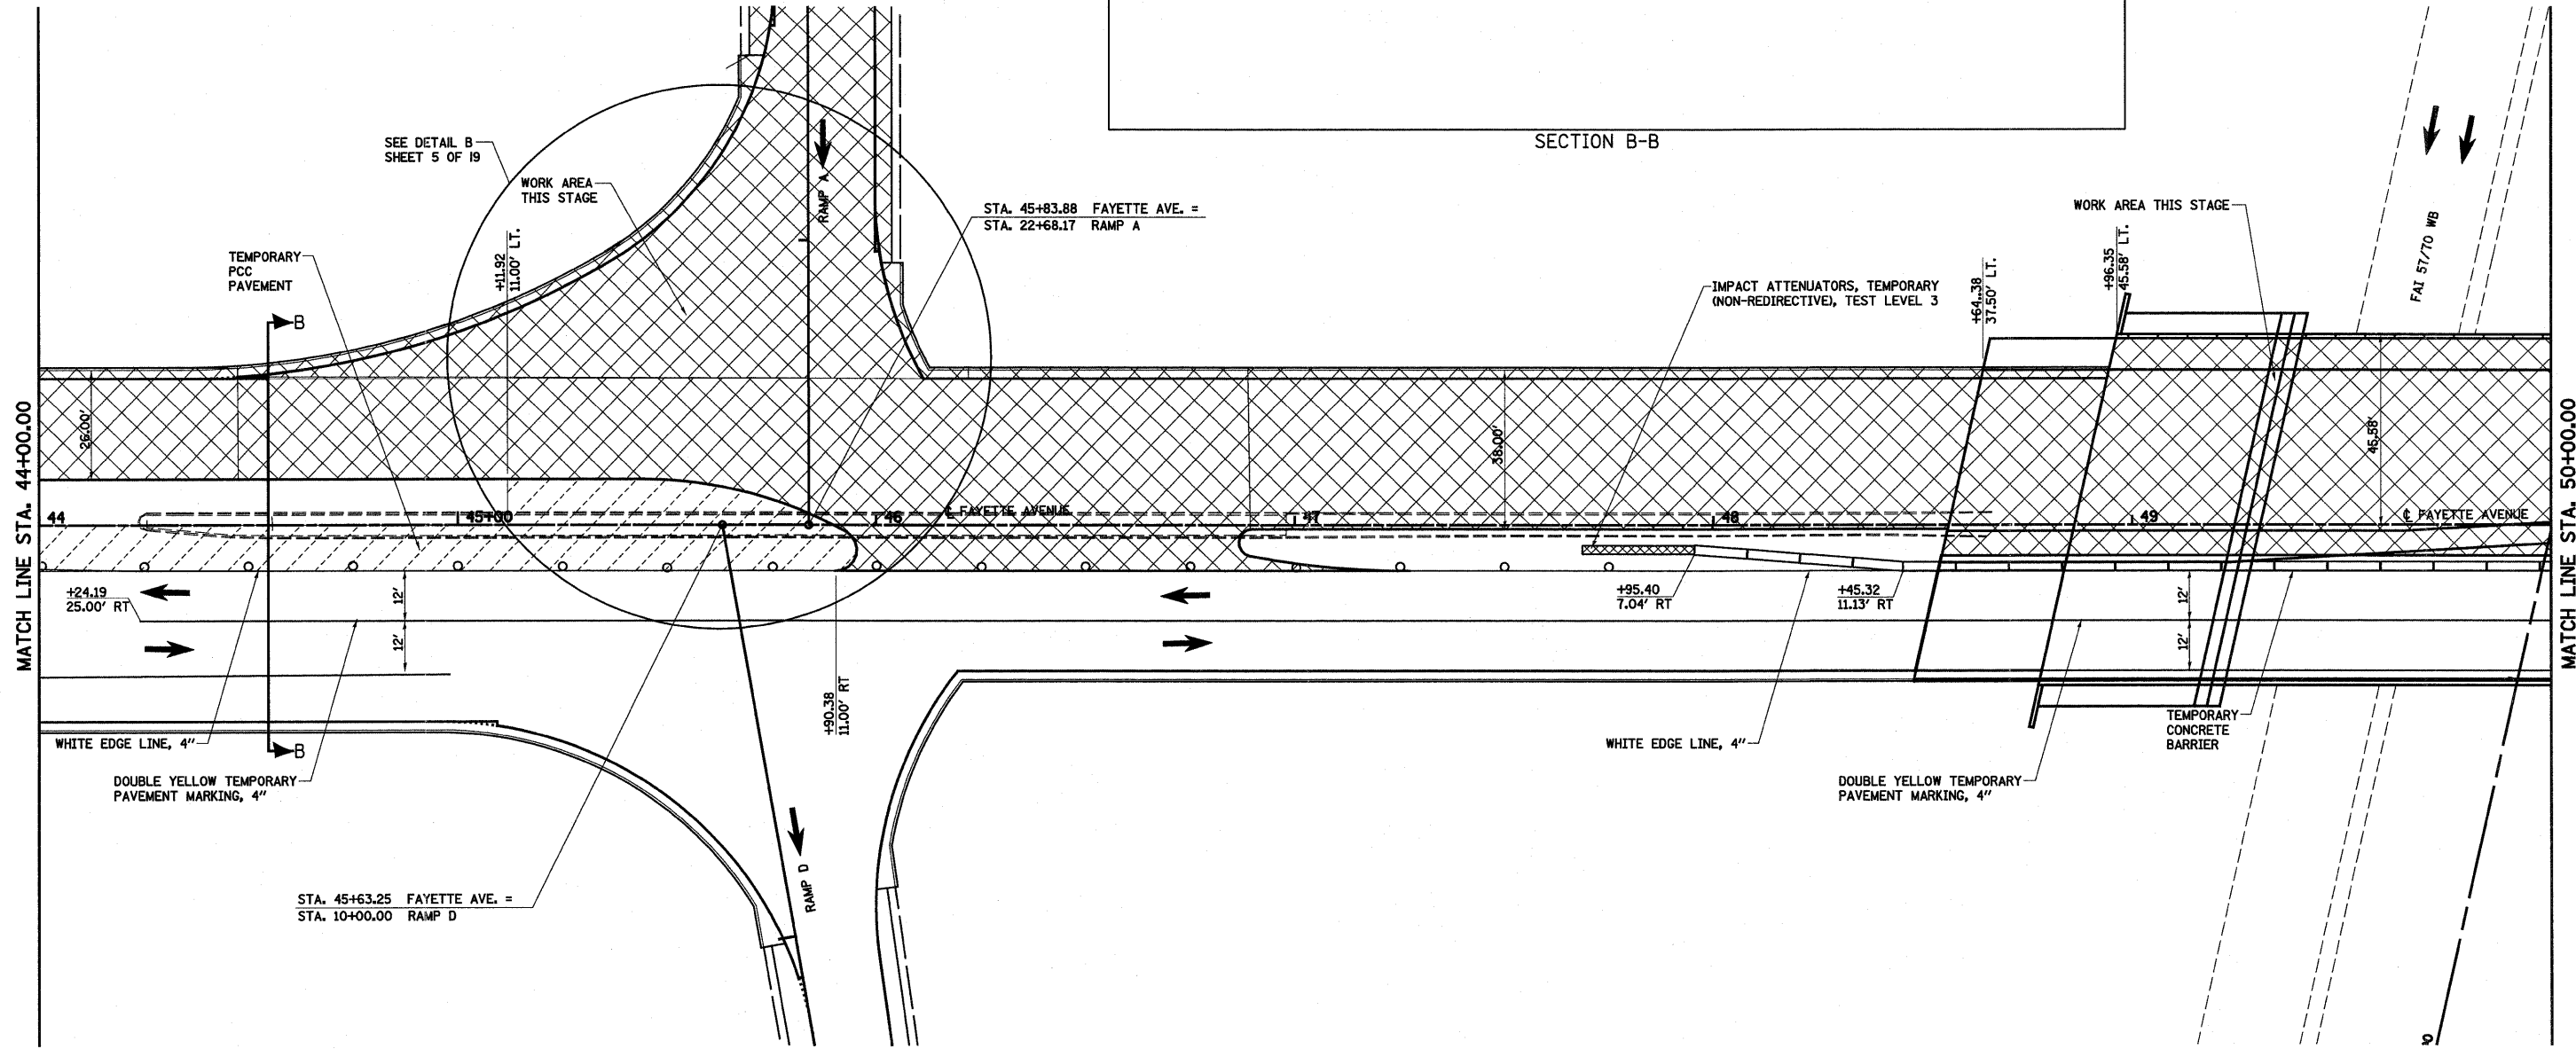 SECTION B-B
SEE DETAIL B
SHEET 5 OF 19
WORK AREA
THIS STAGE
RAMP A
STA. 45+83.88 FAYETTE AVE. =
STA. 22+68.17 RAMP A
WORK AREA THIS STAGE
FAI 57/70 WB
TEMPORARY
PCC
PAVEMENT
+11.92
11.00' LT.
IMPACT ATTENUATORS, TEMPORARY
(NON-REDIRECTIVE), TEST LEVEL 3
+64.38
37.50' LT.
+96.35
45.58' LT.
B
MATCH LINE STA. 44+00.00
26.00'
38.00'
45.58'
MATCH LINE STA. 50+00.00
44
45+00
46
℄ FAYETTE AVENUE
47
48
49
℄ FAYETTE AVENUE
+24.19
25.00' RT
12'
12'
+95.40
7.04' RT
+45.32
11.13' RT
12'
12'
+90.38
11.00' RT
WHITE EDGE LINE, 4"
B
DOUBLE YELLOW TEMPORARY
PAVEMENT MARKING, 4"
WHITE EDGE LINE, 4"
TEMPORARY
CONCRETE
BARRIER
DOUBLE YELLOW TEMPORARY
PAVEMENT MARKING, 4"
RAMP D
STA. 45+63.25 FAYETTE AVE. =
STA. 10+00.00 RAMP D